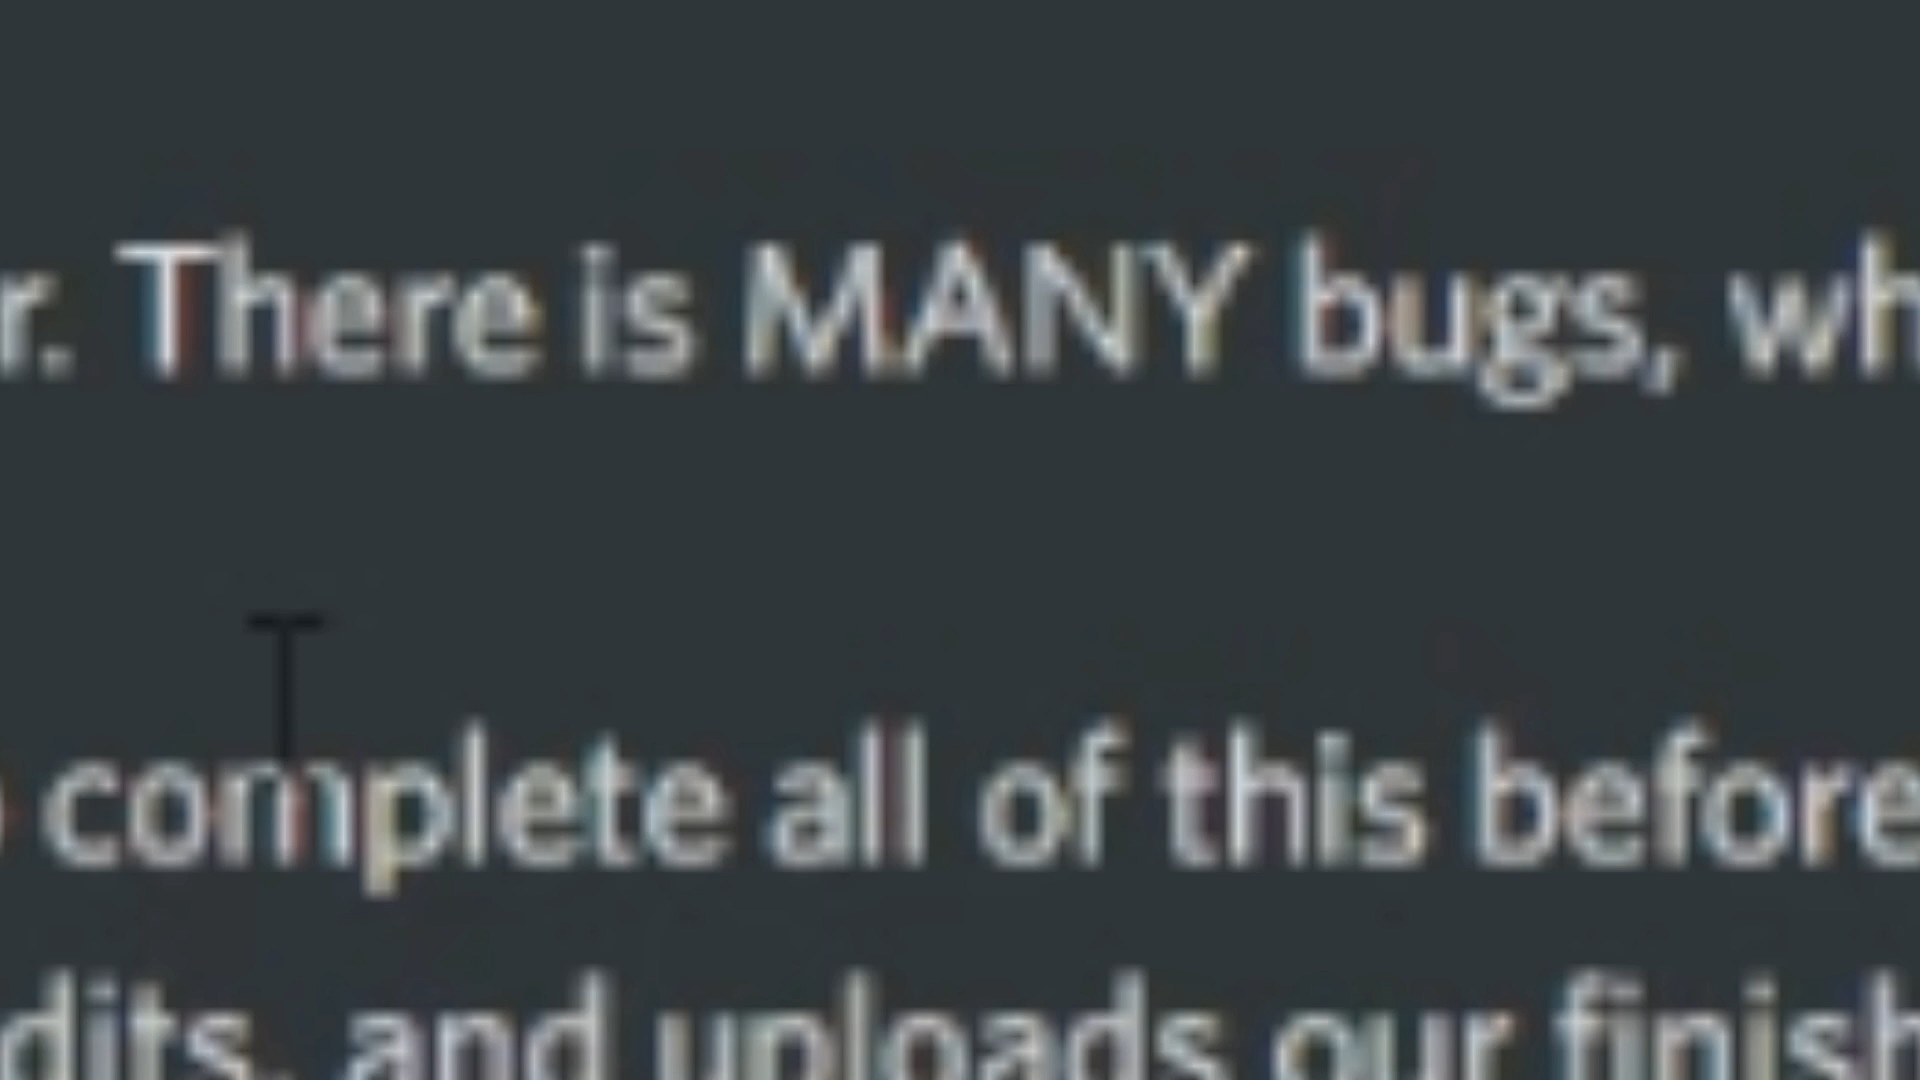 r. There is MANY bugs, wh
complete all of this before
dits, and uploads our finish